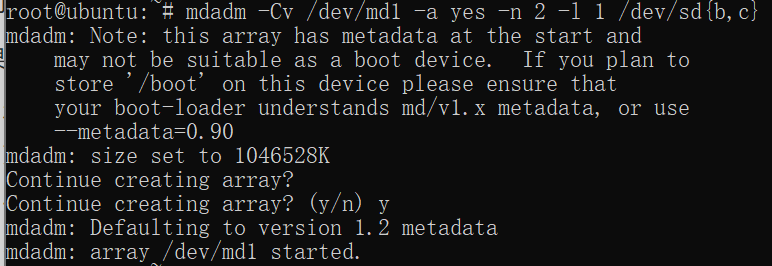 root@ubuntu:~# mdadm -Cv /dev/md1 -a yes -n 2 -l 1 /dev/sd{b,c}
mdadm: Note: this array has metadata at the start and
    may not be suitable as a boot device.  If you plan to
    store '/boot' on this device please ensure that
    your boot-loader understands md/v1.x metadata, or use
    --metadata=0.90
mdadm: size set to 1046528K
Continue creating array?
Continue creating array? (y/n) y
mdadm: Defaulting to version 1.2 metadata
mdadm: array /dev/md1 started.